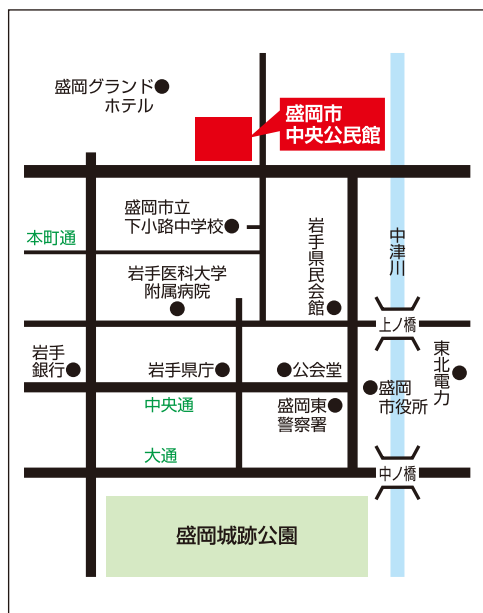 盛岡グランド
ホテル
盛岡市
中央公民館
盛岡市立
下小路中学校
岩手県民会館
中津川
本町通
岩手医科大学
附属病院
上ノ橋
岩手
銀行
岩手県庁
公会堂
東北電力
中央通
盛岡東
警察署
盛岡
市役所
大通
中ノ橋
盛岡城跡公園